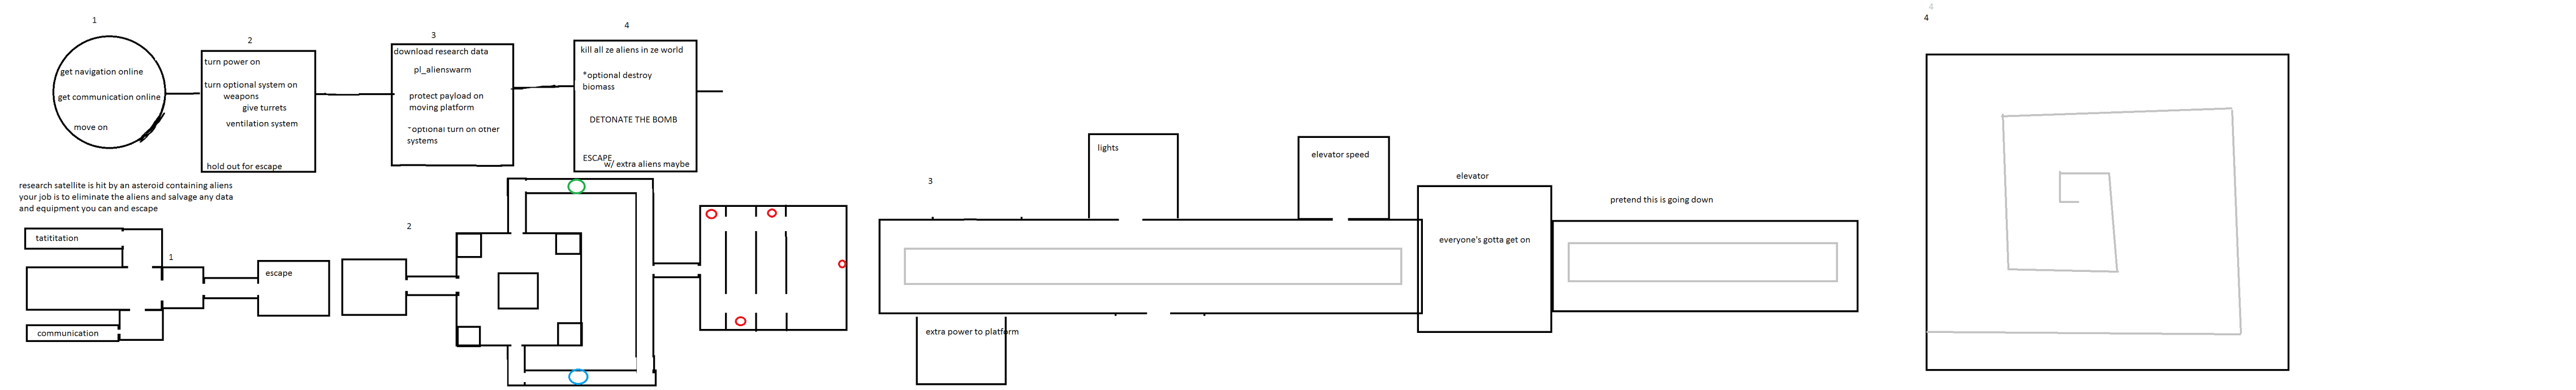 1
get navigation online
get communication online
move on
2
turn power on
turn optional system on
weapons
give turrets
ventilation system
hold out for escape
3
download research data
pl_alienswarm
protect payload on
moving platform
*optional turn on other
systems
4
kill all ze aliens in ze world
*optional destroy
biomass
DETONATE THE BOMB
ESCAPE
w/ extra aliens maybe
research satellite is hit by an asteroid containing aliens
your job is to eliminate the aliens and salvage any data
and equipment you can and escape
tatititation
1
escape
communication
2
3
lights
elevator speed
elevator
everyone's gotta get on
pretend this is going down
extra power to platform
4
4